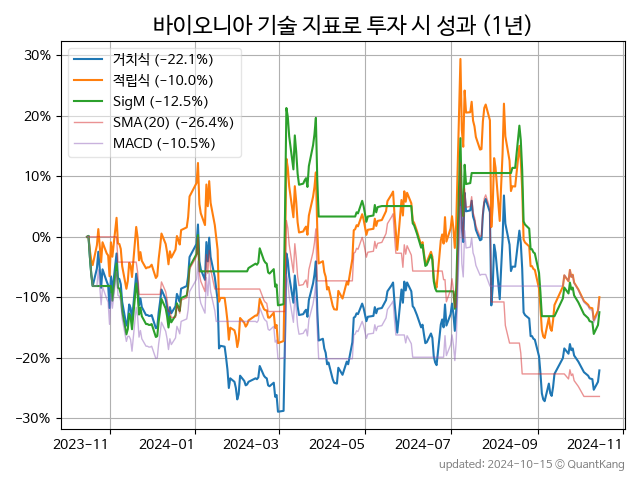 바이오니아 기술 지표로 투자 시 성과 (1년)
거치식 (−22.1%)
적립식 (−10.0%)
SigM (−12.5%)
SMA(20) (−26.4%)
MACD (−10.5%)
30%
20%
10%
0%
−10%
−20%
−30%
2023-11 2024-01 2024-03 2024-05 2024-07 2024-09 2024-11
updated: 2024-10-15 © QuantKang